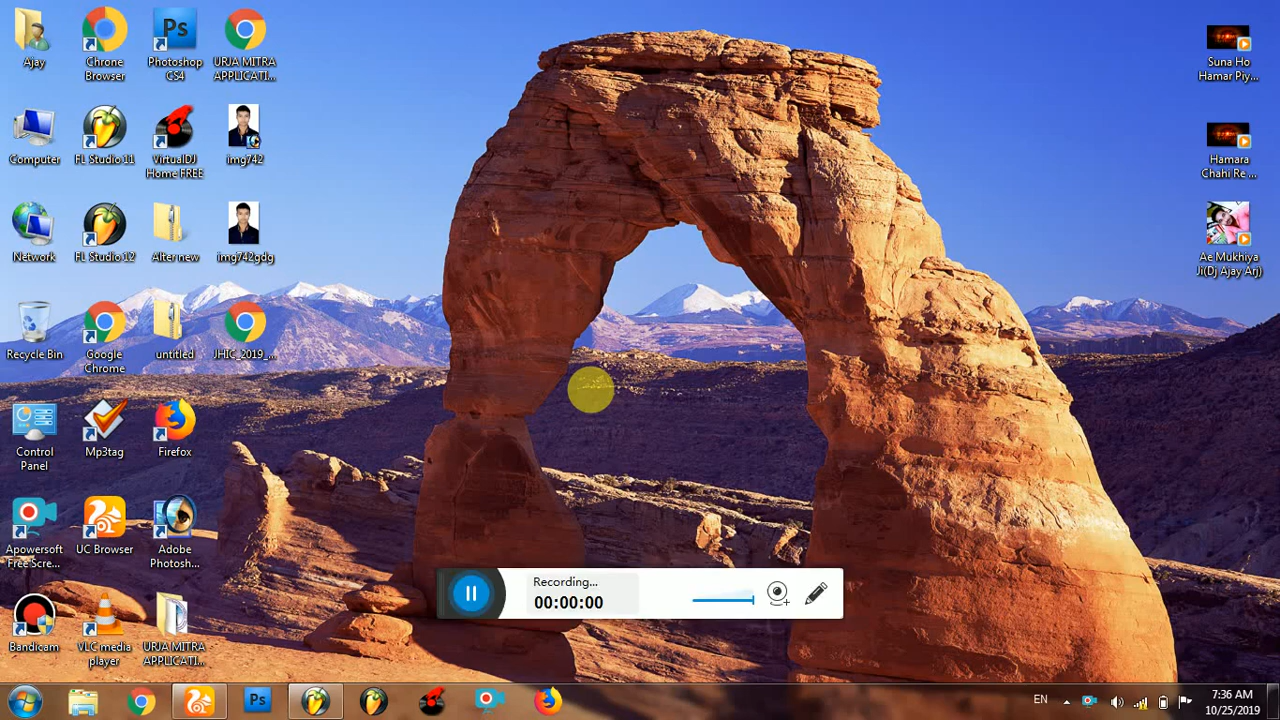 Ajay
Chrome
Browser
Photoshop
CS4
URJA MITRA
APPLICATI...
Computer
FL Studio 11
VirtualDJ
Home FREE
img742
Network
FL Studio 12
Alter new
img742gdg
Recycle Bin
Google
Chrome
untitled
JHIC_2019_...
Control
Panel
Mp3tag
Firefox
Apowersoft
Free Scre...
UC Browser
Adobe
Photosh...
Bandicam
VLC media
player
URJA MITRA
APPLICATI...
Suna Ho
Hamar Piy...
Hamara
Chahi Re ...
Ae Mukhiya
Ji(Dj Ajay Arj)
Ps
Recording...
00:00:00
Ps
EN
7:36 AM
10/25/2019